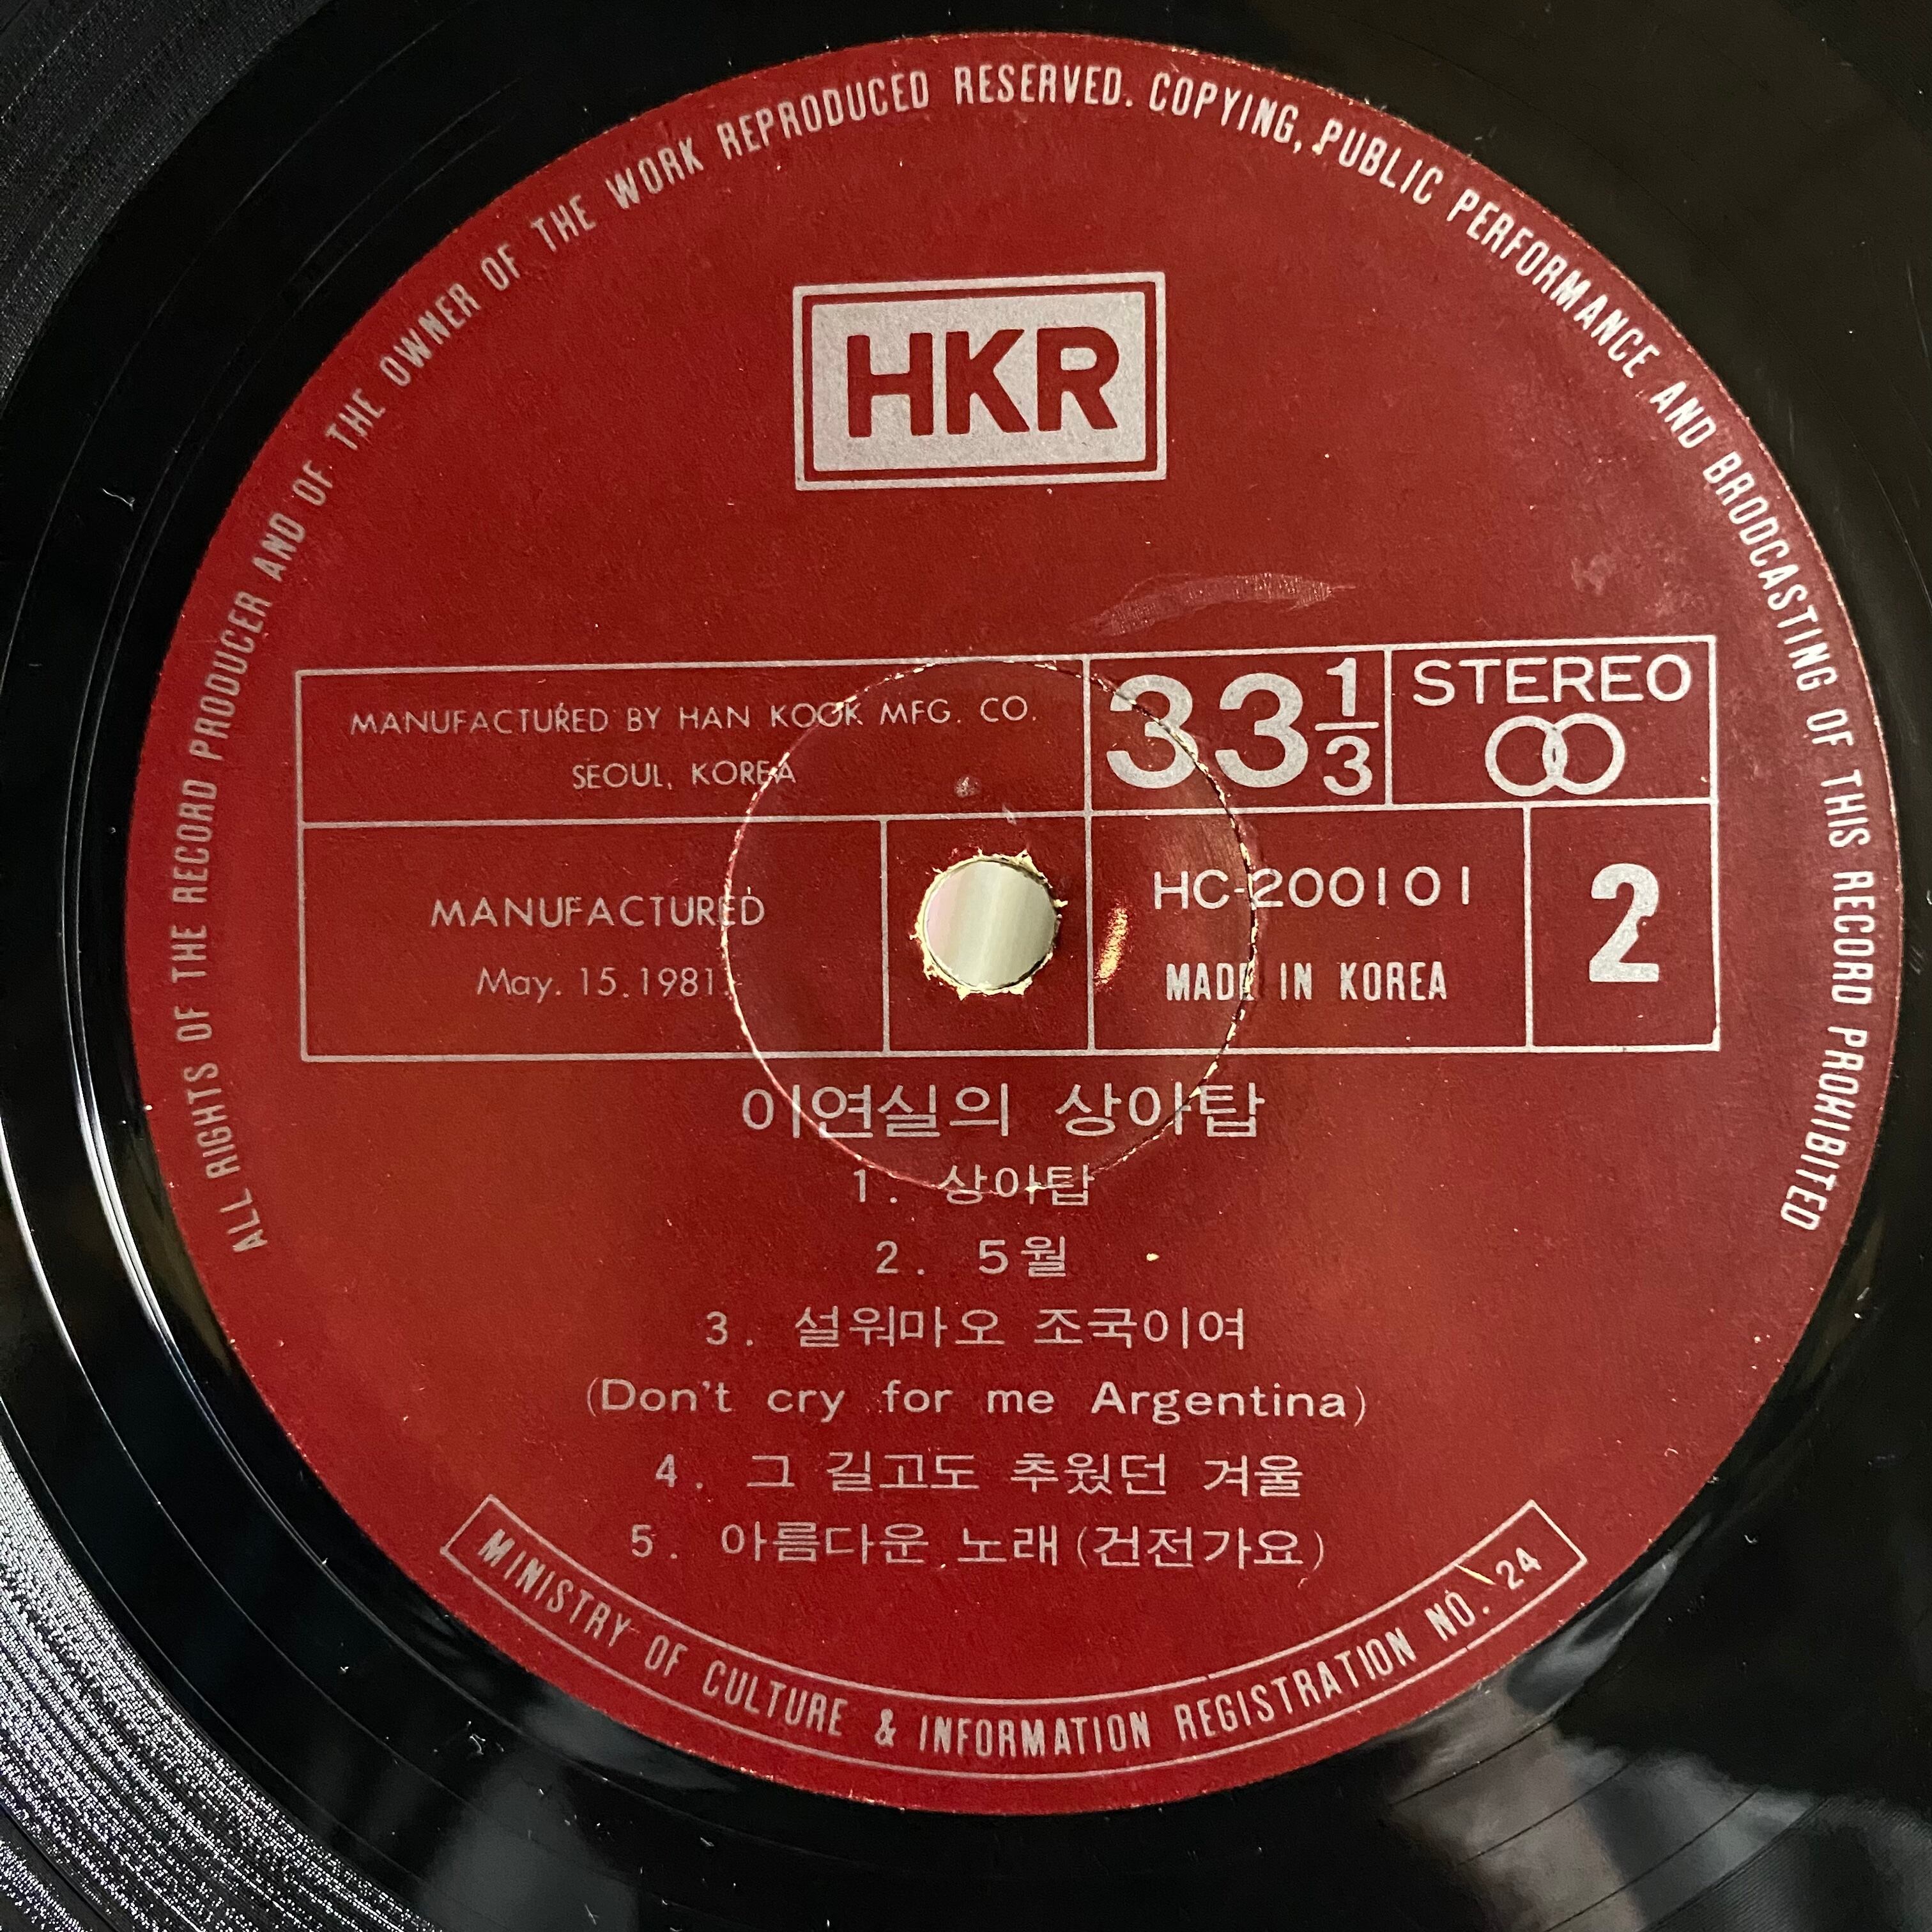 ALL RIGHTS OF THE RECORD PRODUCER AND OF THE OWNER OF THE WORK REPRODUCED RESERVED. COPYING, PUBLIC PERFORMANCE AND BRODCASTING OF THIS RECORD PROHIBITED
HKR
MANUFACTURED BY HAN KOOK MFG. CO.
SEOUL, KOREA
33 1/3
STEREO
MANUFACTURED
May. 15. 1981.
HC-200101
MADE IN KOREA
2
이연실의 상아탑
1. 상아탑
2. 5월
3. 설워마오 조국이여
(Don't cry for me Argentina)
4. 그 길고도 추웠던 겨울
5. 아름다운 노래(건전가요)
MINISTRY OF CULTURE & INFORMATION REGISTRATION NO. 24